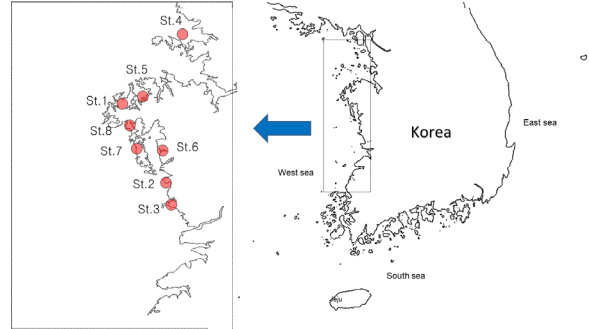 St.4
St.5
St.1
St.8
St.7
St.6
St.2
St.3
Korea
East sea
West sea
South sea
Jeju